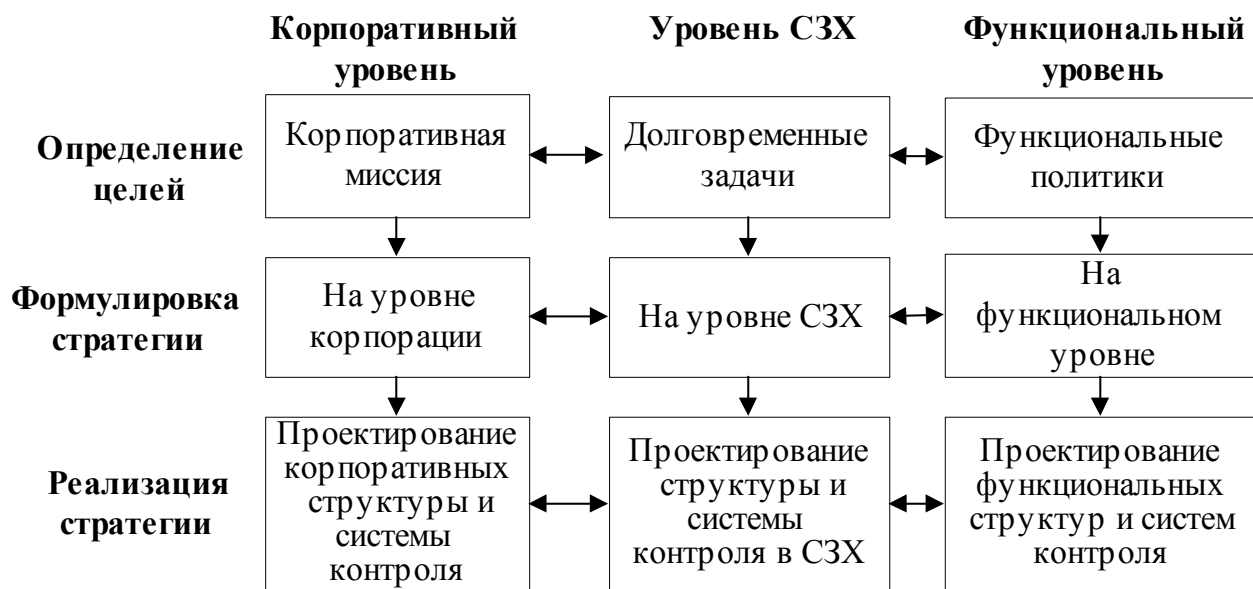 Корпоративный
уровень
Уровень СЗХ
Функциональный
уровень
Определение
целей
Корпоративная
миссия
Долговременные
задачи
Функциональные
политики
Формулировка
стратегии
На уровне
корпорации
На уровне СЗХ
На
функциональном
уровне
Реализация
стратегии
Проектирование
корпоративных
структуры и
системы
контроля
Проектирование
структуры и
системы
контроля в СЗХ
Проектирование
функциональных
структур и систем
контроля